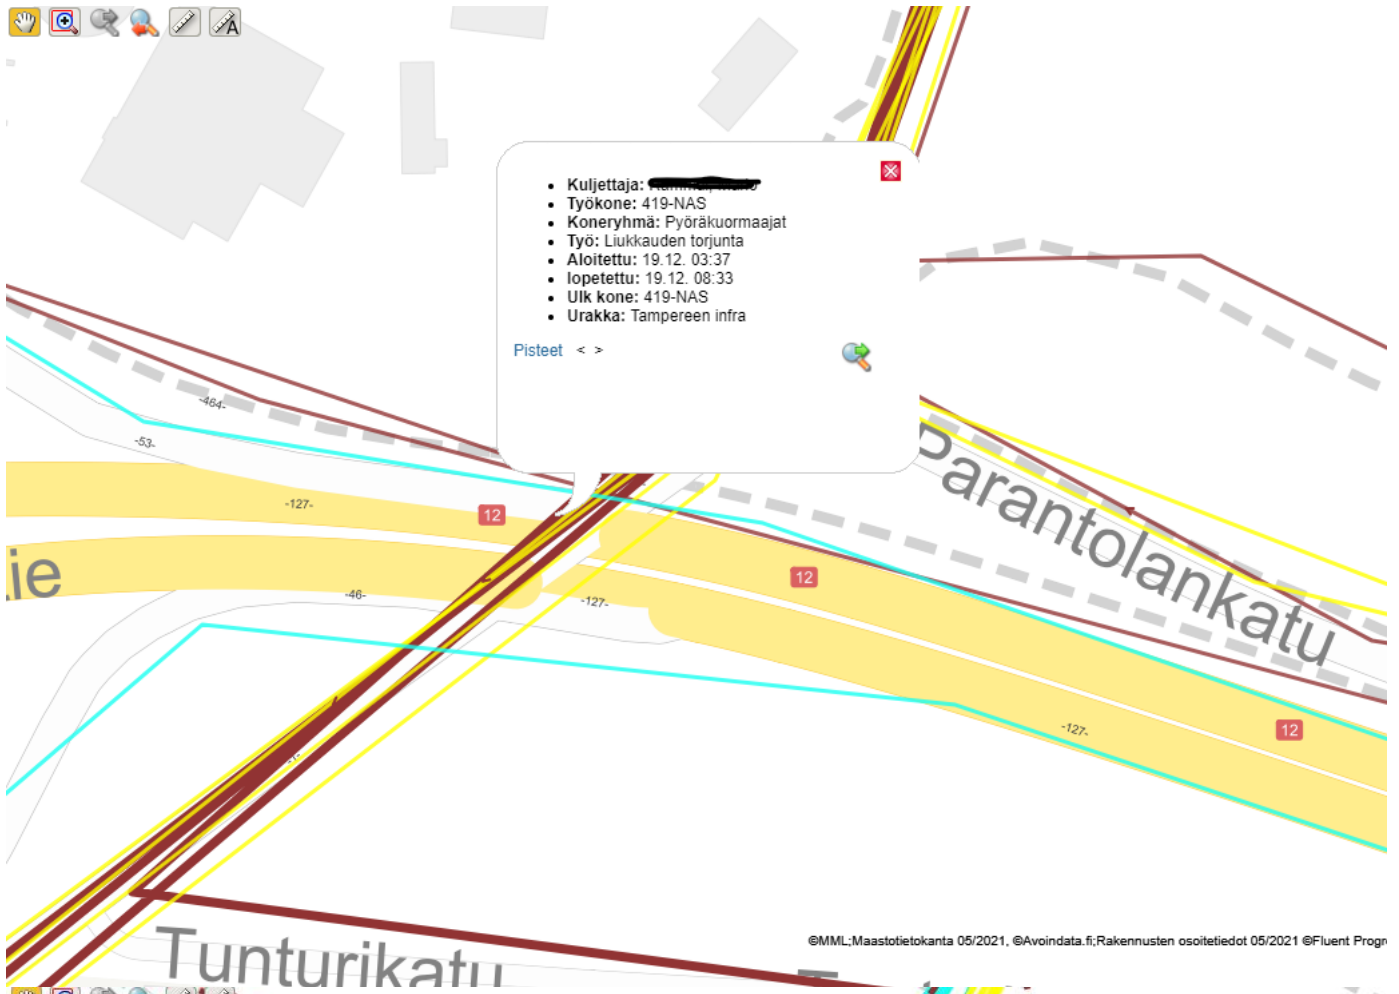 Kuljettaja:
Työkone: 419-NAS
Koneryhmä: Pyöräkuormaajat
Työ: Liukkauden torjunta
Aloitettu: 19.12. 03:37
lopetettu: 19.12. 08:33
Ulk kone: 419-NAS
Urakka: Tampereen infra
Pisteet < >
-464-
-53-
-127-
12
Parantolankatu
ie
12
-46-
-127-
12
-127-
-7-
©MML;Maastotietokanta 05/2021, ©Avoindata.fi;Rakennusten osoitetiedot 05/2021 ©Fluent Progr
Tunturikatu